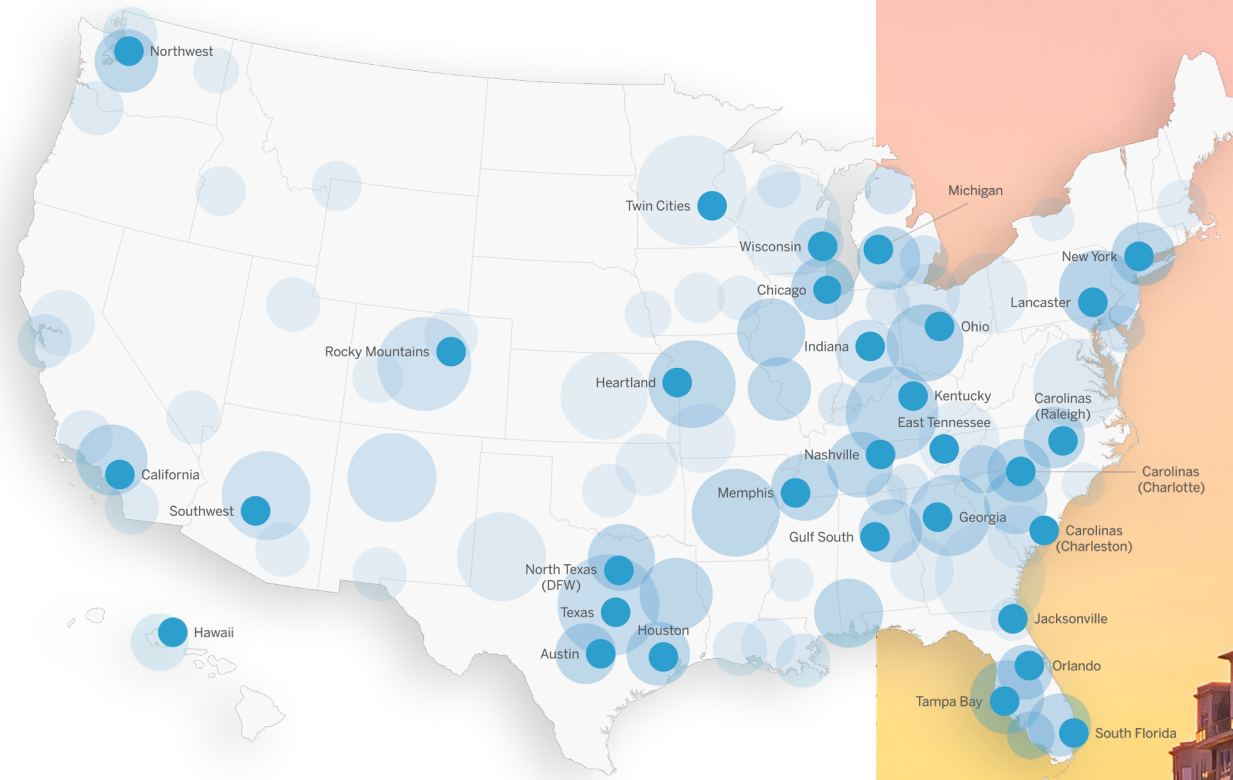 Northwest
Michigan
Twin Cities
Wisconsin
New York
Chicago
Lancaster
Ohio
Indiana
Rocky Mountains
Heartland
Kentucky
Carolinas
(Raleigh)
East Tennessee
Nashville
California
Carolinas
(Charlotte)
Memphis
Southwest
Georgia
Gulf South
Carolinas
(Charleston)
North Texas
(DFW)
Texas
Jacksonville
Houston
Hawaii
Austin
Orlando
Tampa Bay
South Florida